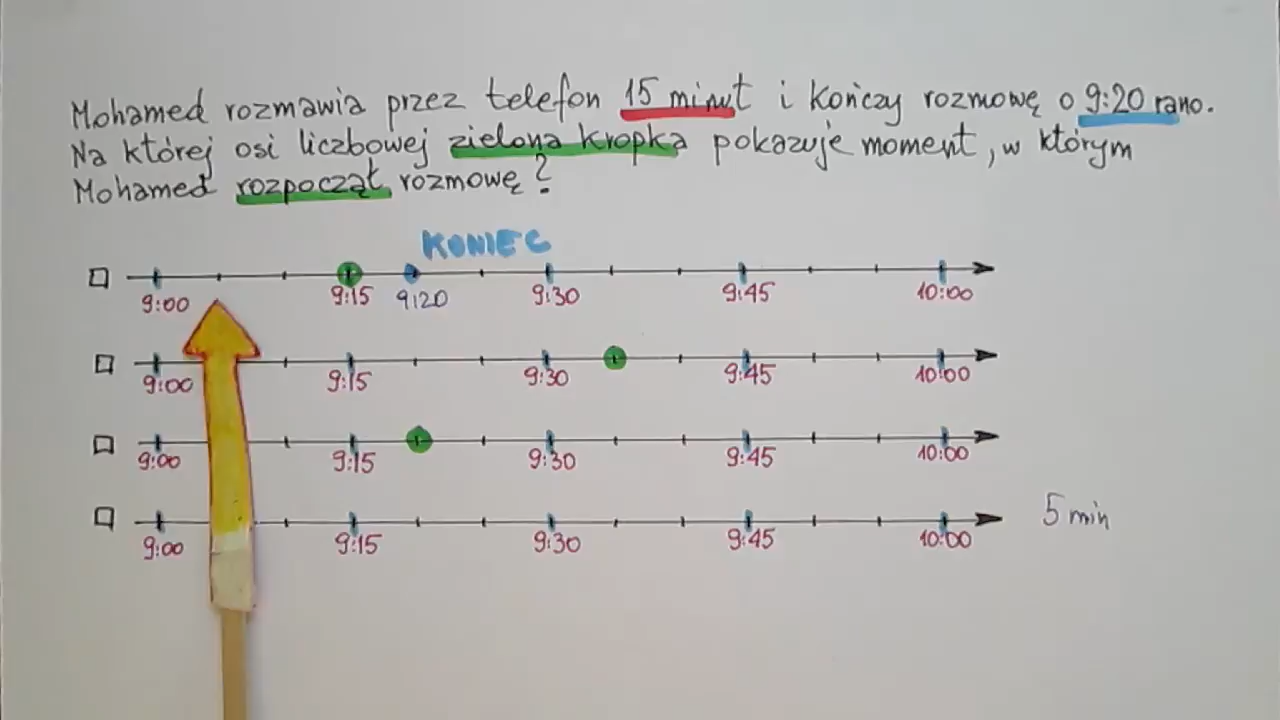 Mohamed rozmawia przez telefon 15 minut i kończy rozmowę o 9:20 rano.
Na której osi liczbowej zielona kropka pokazuje moment, w którym
Mohamed rozpoczął rozmowę?
KONIEC
9:00 9:15 9:20 9:30 9:45 10:00
9:00 9:15 9:30 9:45 10:00
9:00 9:15 9:30 9:45 10:00
9:00 9:15 9:30 9:45 10:00 5 min